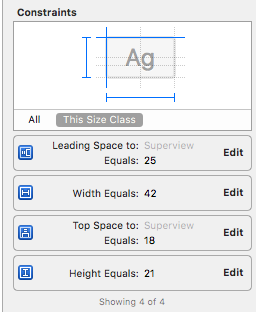 Constraints
Ag
All This Size Class
Leading Space to: Superview
Equals: 25
Edit
Width Equals: 42 Edit
Top Space to: Superview
Equals: 18
Edit
Height Equals: 21 Edit
Showing 4 of 4